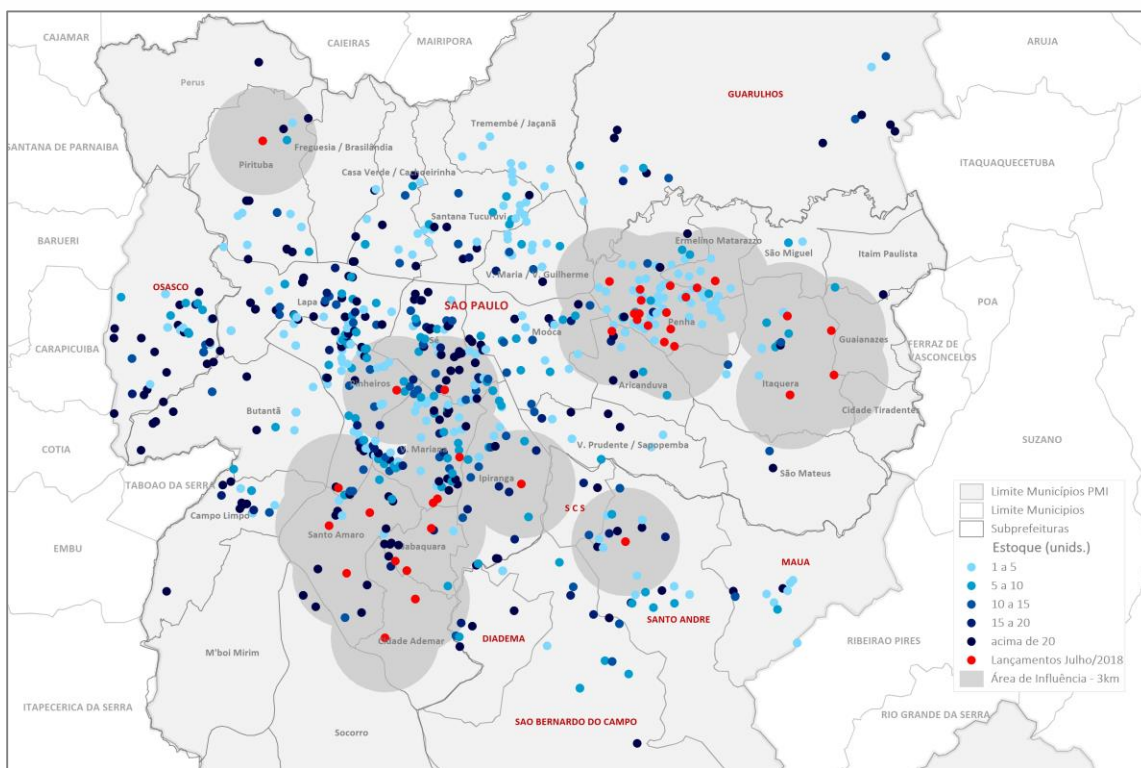 CAJAMAR
CAIEIRAS
MAIRIPORA
ARUJA
Perus
GUARULHOS
Tremembé / Jaçanã
SANTANA DE PARNAIBA
Freguesia / Brasilândia
Pirituba
ITAQUAQUECETUBA
Casa Verde / Cachoeirinha
Santana Tucuruvi
BARUERI
Ermelino Matarazzo
São Miguel
Itaim Paulista
V. Maria / V. Guilherme
OSASCO
POA
Lapa
SAO PAULO
Penha
Moóca
Sé
Guaianazes
CARAPICUIBA
FERRAZ DE
VASCONCELOS
Pinheiros
Aricanduva
Itaquera
Butantã
Cidade Tiradentes
SUZANO
COTIA
V. Mariana
V. Prudente / Sapopemba
São Mateus
TABOAO DA SERRA
Ipiranga
Campo Limpo
S C S
Santo Amaro
EMBU
Jabaquara
MAUA
SANTO ANDRE
Cidade Ademar
DIADEMA
RIBEIRAO PIRES
M'boi Mirim
ITAPECERICA DA SERRA
SAO BERNARDO DO CAMPO
RIO GRANDE DA SERRA
Socorro
Limite Municípios PMI
Limite Municipios
Subprefeituras
Estoque (unids.)
1 a 5
5 a 10
10 a 15
15 a 20
acima de 20
Lançamentos Julho/2018
Área de Influência - 3km